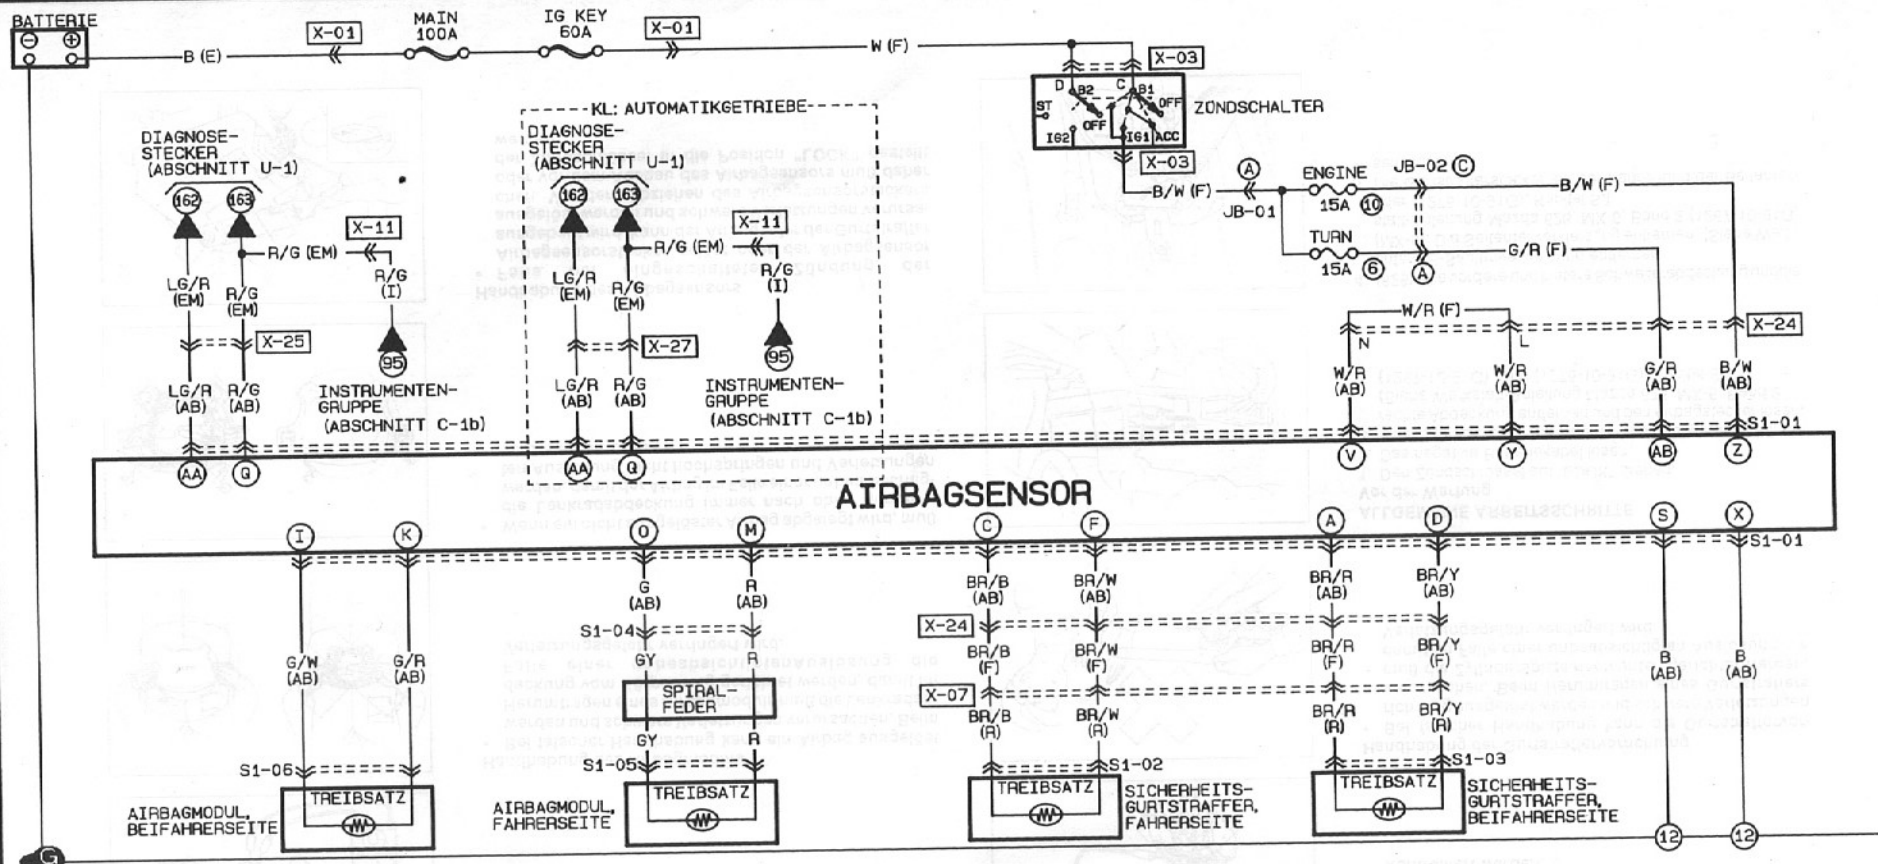 BATTERIE
B (E)
X-01
MAIN
100A
IG KEY
60A
X-01
W (F)
X-03
D
B2
C
B1
OFF
ST
OFF
IG2
IG1
ACC
ZÜNDSCHALTER
X-03
B/W (F)
A
JB-01
ENGINE
15A
10
JB-02
C
B/W (F)
TURN
15A
6
A
G/R (F)
DIAGNOSE-
STECKER
(ABSCHNITT U-1)
162
163
X-11
R/G (EM)
LG/R
(EM)
R/G
(EM)
R/G
(I)
X-25
95
LG/R
(AB)
R/G
(AB)
INSTRUMENTEN-
GRUPPE
(ABSCHNITT C-1b)
KL: AUTOMATIKGETRIEBE
DIAGNOSE-
STECKER
(ABSCHNITT U-1)
162
163
X-11
R/G (EM)
LG/R
(EM)
R/G
(EM)
R/G
(I)
X-27
95
LG/R
(AB)
R/G
(AB)
INSTRUMENTEN-
GRUPPE
(ABSCHNITT C-1b)
W/R (F)
N
L
X-24
W/R
(AB)
W/R
(AB)
G/R
(AB)
B/W
(AB)
S1-01
AA
Q
AA
Q
V
Y
AB
Z
AIRBAGSENSOR
I
K
O
M
C
F
A
D
S
X
S1-01
G
(AB)
R
(AB)
BR/B
(AB)
BR/W
(AB)
BR/R
(AB)
BR/Y
(AB)
S1-04
X-24
G/W
(AB)
G/R
(AB)
GY
R
BR/B
(F)
BR/W
(F)
BR/R
(F)
BR/Y
(F)
B
(AB)
B
(AB)
SPIRAL-
FEDER
X-07
GY
R
BR/B
(R)
BR/W
(R)
BR/R
(R)
BR/Y
(R)
S1-06
S1-05
S1-02
S1-03
AIRBAGMODUL,
BEIFAHRERSEITE
TREIBSATZ
AIRBAGMODUL,
FAHRERSEITE
TREIBSATZ
TREIBSATZ
SICHERHEITS-
GURTSTRAFFER,
FAHRERSEITE
TREIBSATZ
SICHERHEITS-
GURTSTRAFFER,
BEIFAHRERSEITE
12
12
G